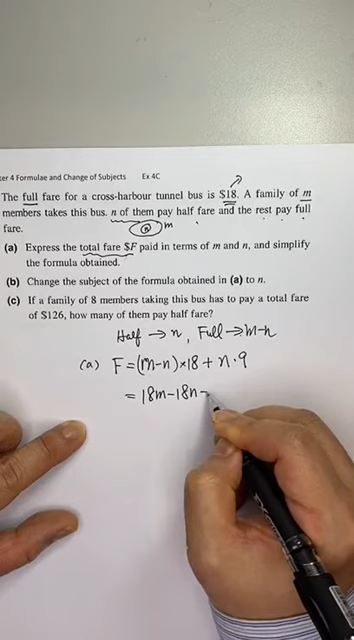 ter 4 Formulae and Change of Subjects Ex 4C
The full fare for a cross-harbour tunnel bus is $18. A family of m
members takes this bus. n of them pay half fare and the rest pay full
fare.
n m
(a) Express the total fare $F paid in terms of m and n, and simplify
the formula obtained.
(b) Change the subject of the formula obtained in (a) to n.
(c) If a family of 8 members taking this bus has to pay a total fare
of $126, how many of them pay half fare?
Half → n, Full → m-n
(a) F = (m-n) × 18 + n · 9
= 18m - 18n